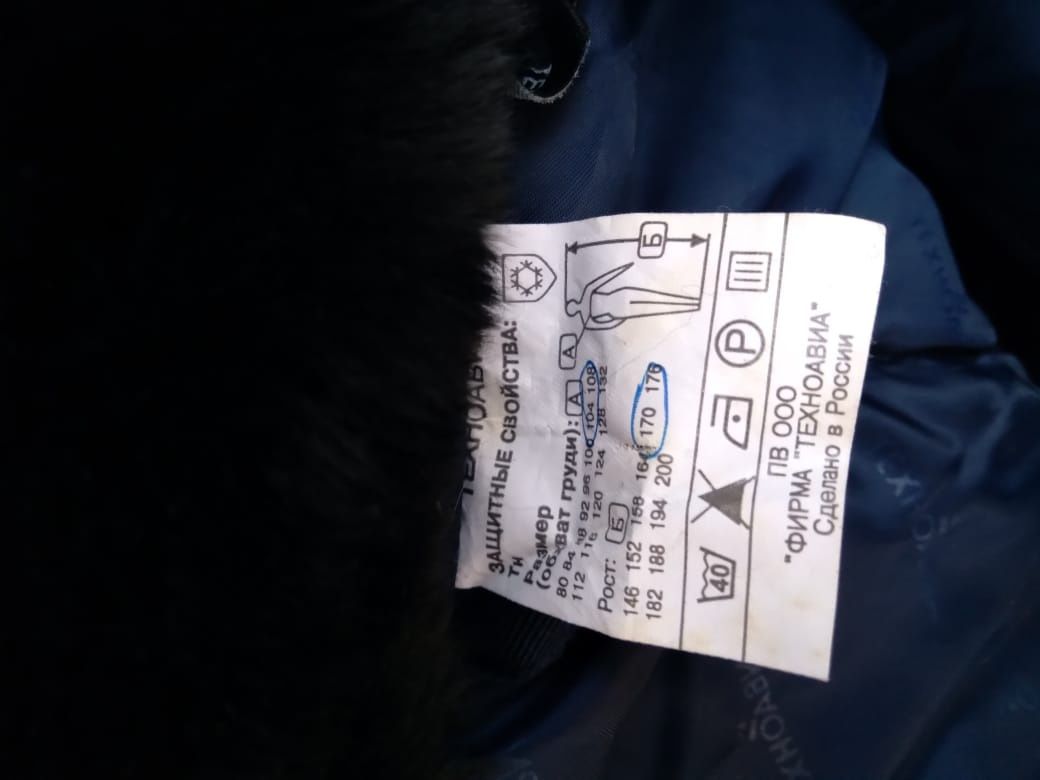 ТЕХНОАВИ
ЗАЩИТНЫЕ СВОЙСТВА:
Тн
Размер
(обхват груди): А
80 84 88 92 96 100 104 108
112 116 120 124 128 132
А
Б
Рост: Б
146 152 158 164 170 176
182 188 194 200
40
P
ПВ ООО
"ФИРМА "ТЕХНОАВИА"
Сделано в России